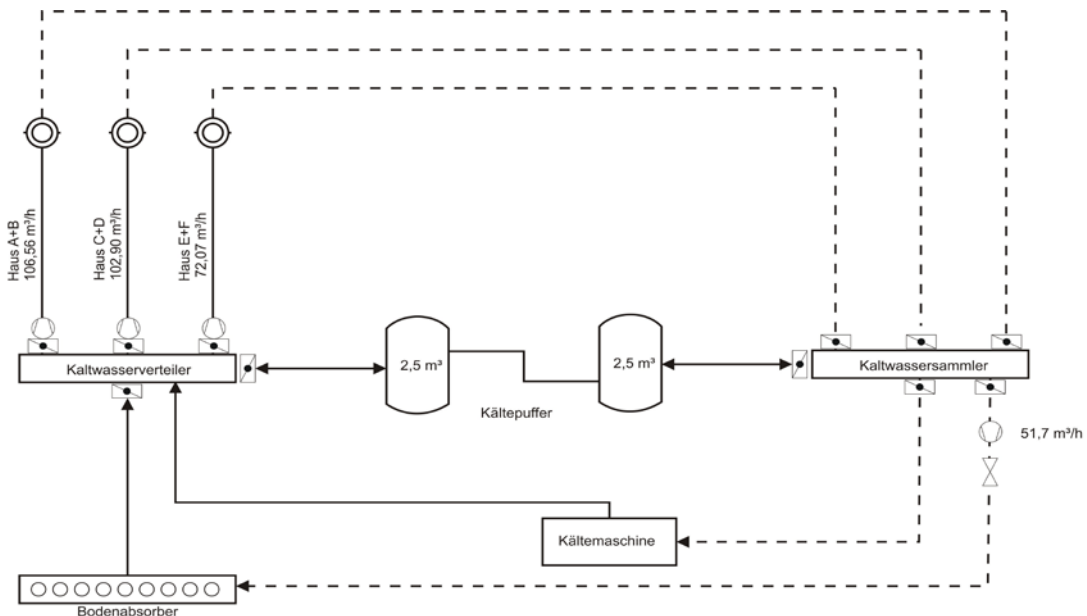 Haus A+B
106,56 m³/h
Haus C+D
102,90 m³/h
Haus E+F
72,07 m³/h
Kaltwasserverteiler
2,5 m³
2,5 m³
Kaltwassersammler
Kältepuffer
51,7 m³/h
Kältemaschine
Bodenabsorber